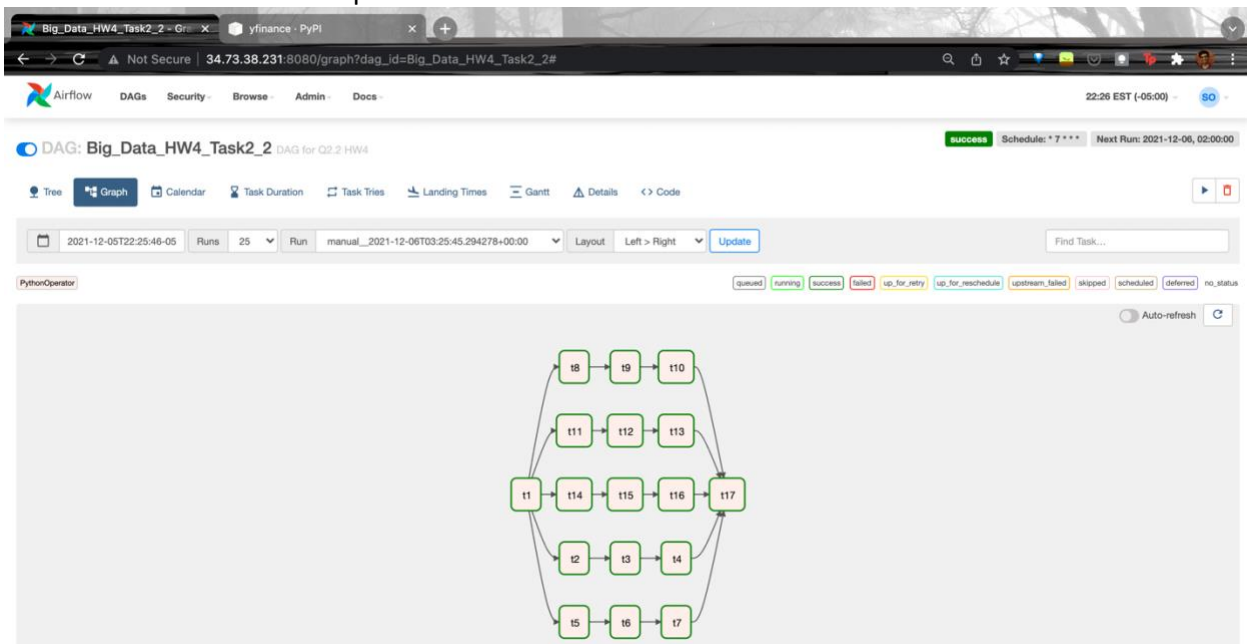 Big_Data_HW4_Task2_2 - Gr
yfinance · PyPI
Not Secure | 34.73.38.231:8080/graph?dag_id=Big_Data_HW4_Task2_2#
Airflow DAGs Security Browse Admin Docs 22:26 EST (-05:00) SO
DAG: Big_Data_HW4_Task2_2 DAG for Q2.2 HW4 success Schedule: * 7 * * * Next Run: 2021-12-06, 02:00:00
Tree Graph Calendar Task Duration Task Tries Landing Times Gantt Details <> Code
2021-12-05T22:25:46-05 Runs 25 Run manual__2021-12-06T03:25:45.294278+00:00 Layout Left > Right Update Find Task...
PythonOperator queued running success failed up_for_retry up_for_reschedule upstream_failed skipped scheduled deferred no_status
Auto-refresh
t8 t9 t10
t11 t12 t13
t1 t14 t15 t16 t17
t2 t3 t4
t5 t6 t7